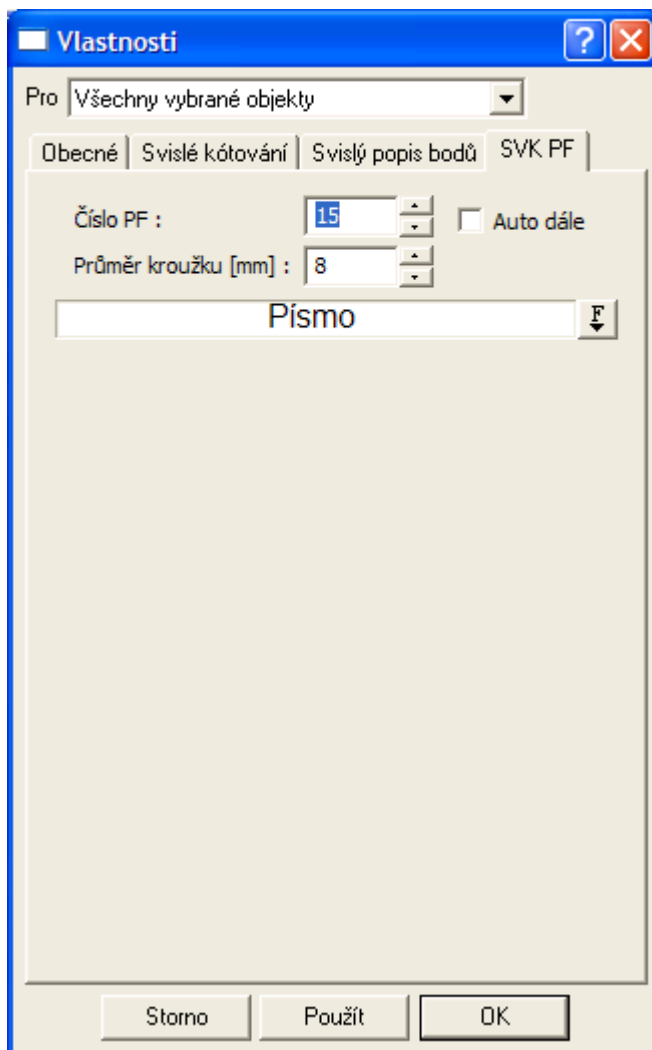 Vlastnosti
Pro Všechny vybrané objekty
Obecné Svislé kótování Svislý popis bodů SVK PF
Číslo PF : 15 Auto dále
Průměr kroužku [mm] : 8
Písmo F
Storno Použít OK